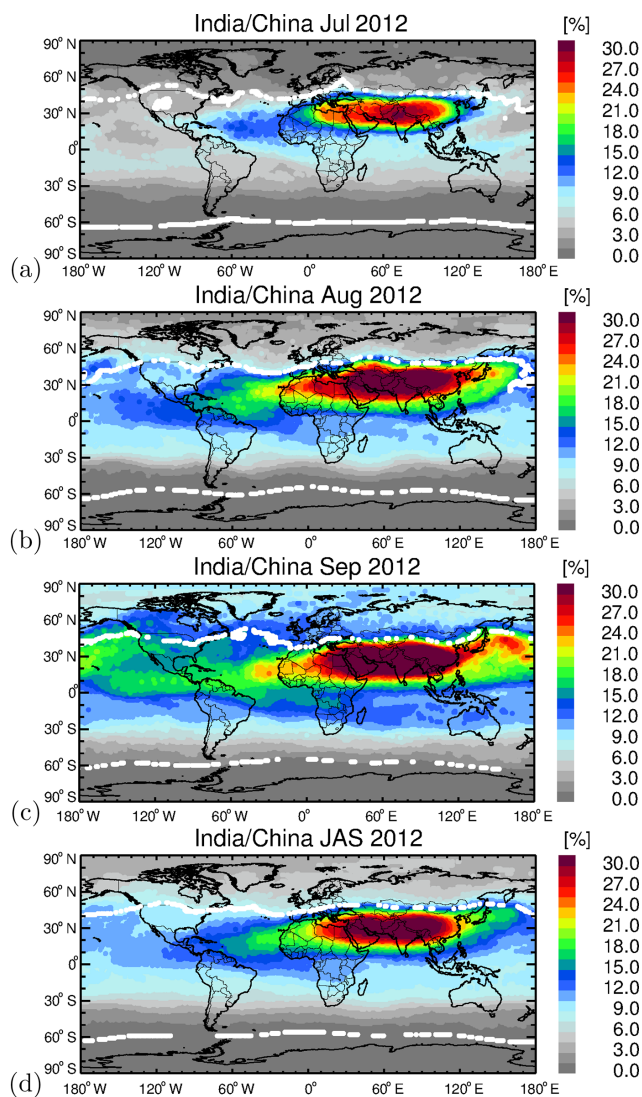 India/China Jul 2012
[%]
90° N
60° N
30° N
0°
30° S
60° S
90° S
30.0
27.0
24.0
21.0
18.0
15.0
12.0
9.0
6.0
3.0
0.0
(a)
180° W 120° W 60° W 0° 60° E 120° E 180° E
India/China Aug 2012
[%]
90° N
60° N
30° N
0°
30° S
60° S
90° S
30.0
27.0
24.0
21.0
18.0
15.0
12.0
9.0
6.0
3.0
0.0
(b)
180° W 120° W 60° W 0° 60° E 120° E 180° E
India/China Sep 2012
[%]
90° N
60° N
30° N
0°
30° S
60° S
90° S
30.0
27.0
24.0
21.0
18.0
15.0
12.0
9.0
6.0
3.0
0.0
(c)
180° W 120° W 60° W 0° 60° E 120° E 180° E
India/China JAS 2012
[%]
90° N
60° N
30° N
0°
30° S
60° S
90° S
30.0
27.0
24.0
21.0
18.0
15.0
12.0
9.0
6.0
3.0
0.0
(d)
180° W 120° W 60° W 0° 60° E 120° E 180° E